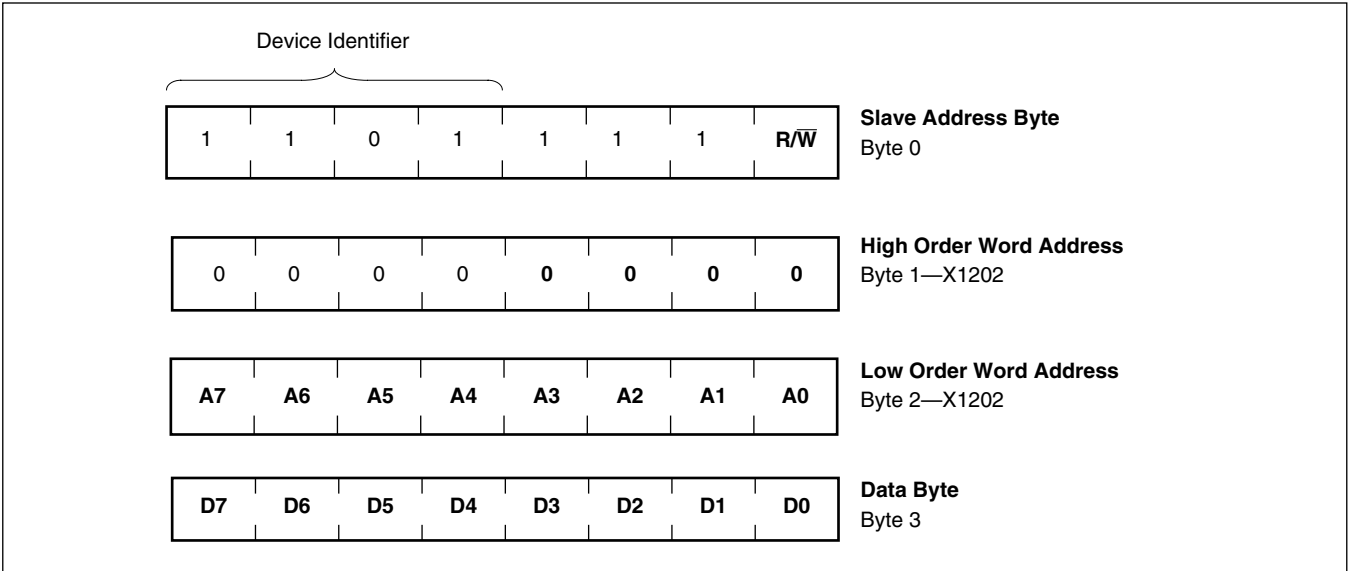 Device Identifier
1 1 0 1 1 1 1 R/W̅
Slave Address Byte
Byte 0
0 0 0 0 0 0 0 0
High Order Word Address
Byte 1—X1202
A7 A6 A5 A4 A3 A2 A1 A0
Low Order Word Address
Byte 2—X1202
D7 D6 D5 D4 D3 D2 D1 D0
Data Byte
Byte 3